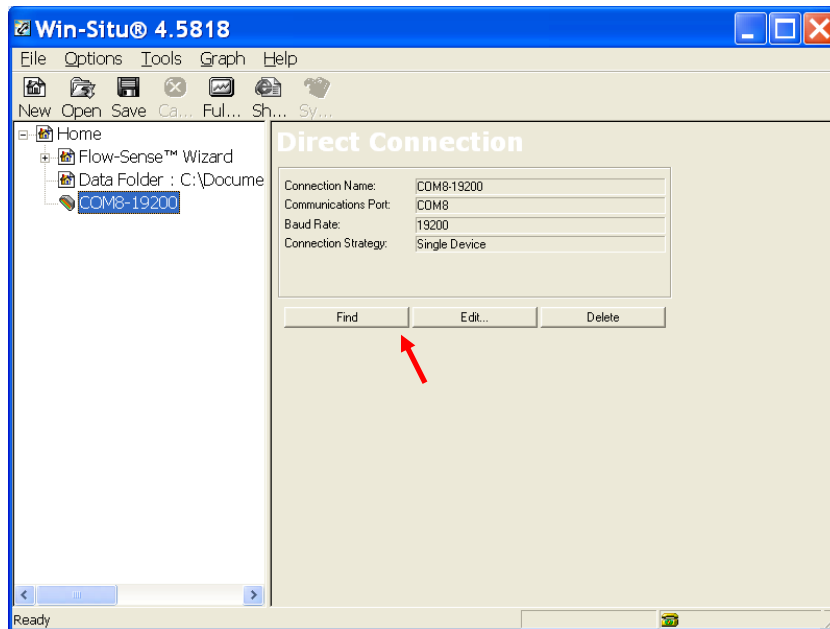 Win-Situ® 4.5818
File Options Tools Graph Help
New Open Save Ca... Ful... Sh... Sy...
Home
Flow-Sense™ Wizard
Data Folder : C:\Docume
COM8-19200
Direct Connection
Connection Name: COM8-19200
Communications Port: COM8
Baud Rate: 19200
Connection Strategy: Single Device
Find Edit... Delete
Ready